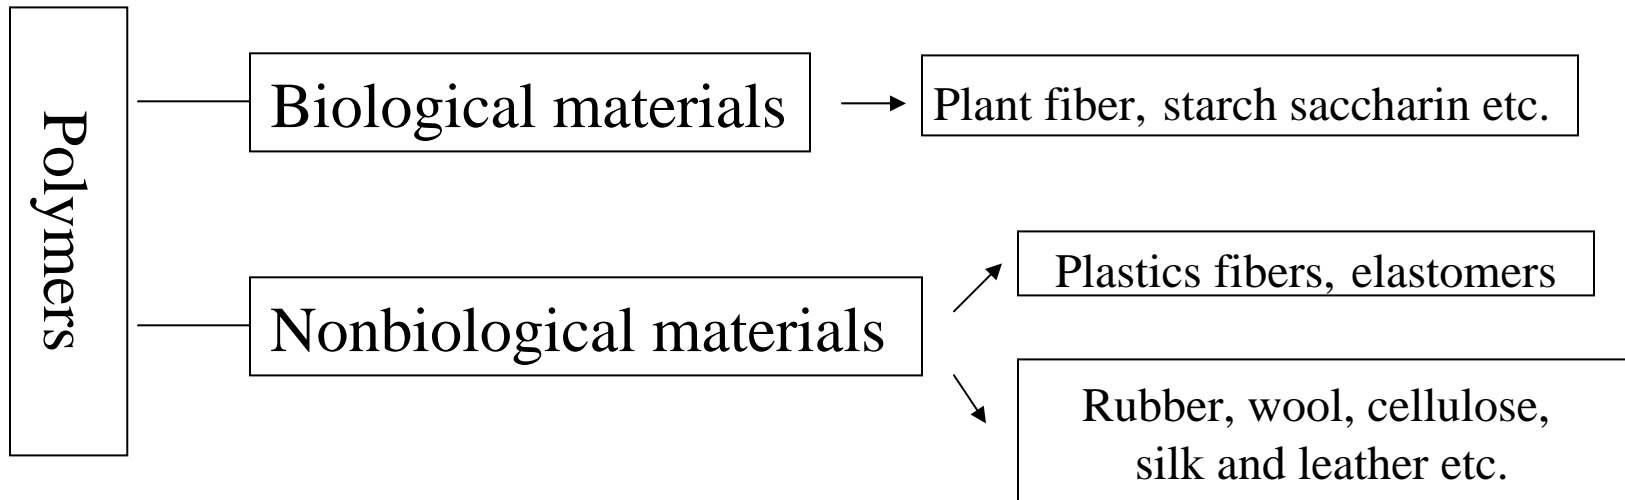 Polymers
Biological materials
Plant fiber, starch saccharin etc.
Nonbiological materials
Plastics fibers, elastomers
Rubber, wool, cellulose,
silk and leather etc.